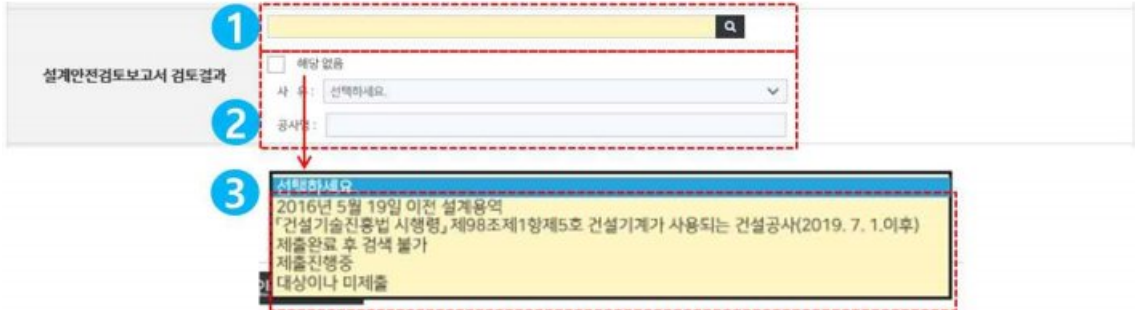 1
설계안전검토보고서 검토결과
해당 없음
사 유 : 선택하세요.
2
공사명 :
3
선택하세요
2016년 5월 19일 이전 설계용역
「건설기술진흥법 시행령」 제98조제1항제5호 건설기계가 사용되는 건설공사(2019. 7. 1.이후)
제출완료 후 검색 불가
제출진행중
대상이나 미제출